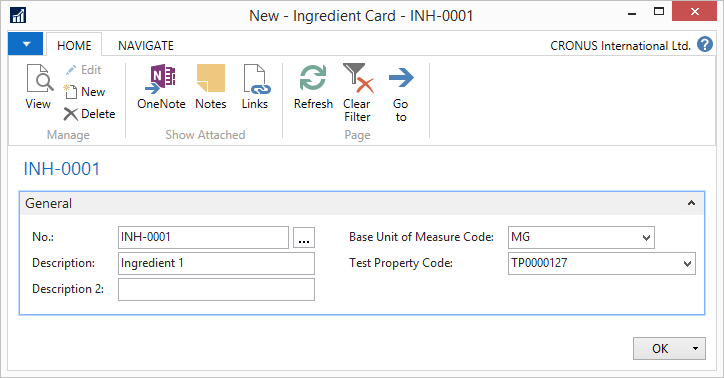 New - Ingredient Card - INH-0001
HOME NAVIGATE CRONUS International Ltd. ?
View
Edit
New
Delete
Manage
OneNote Notes Links
Show Attached
Refresh Clear Filter Go to
Page
INH-0001
General
No.: INH-0001 ... Base Unit of Measure Code: MG
Description: Ingredient 1 Test Property Code: TP0000127
Description 2:
OK